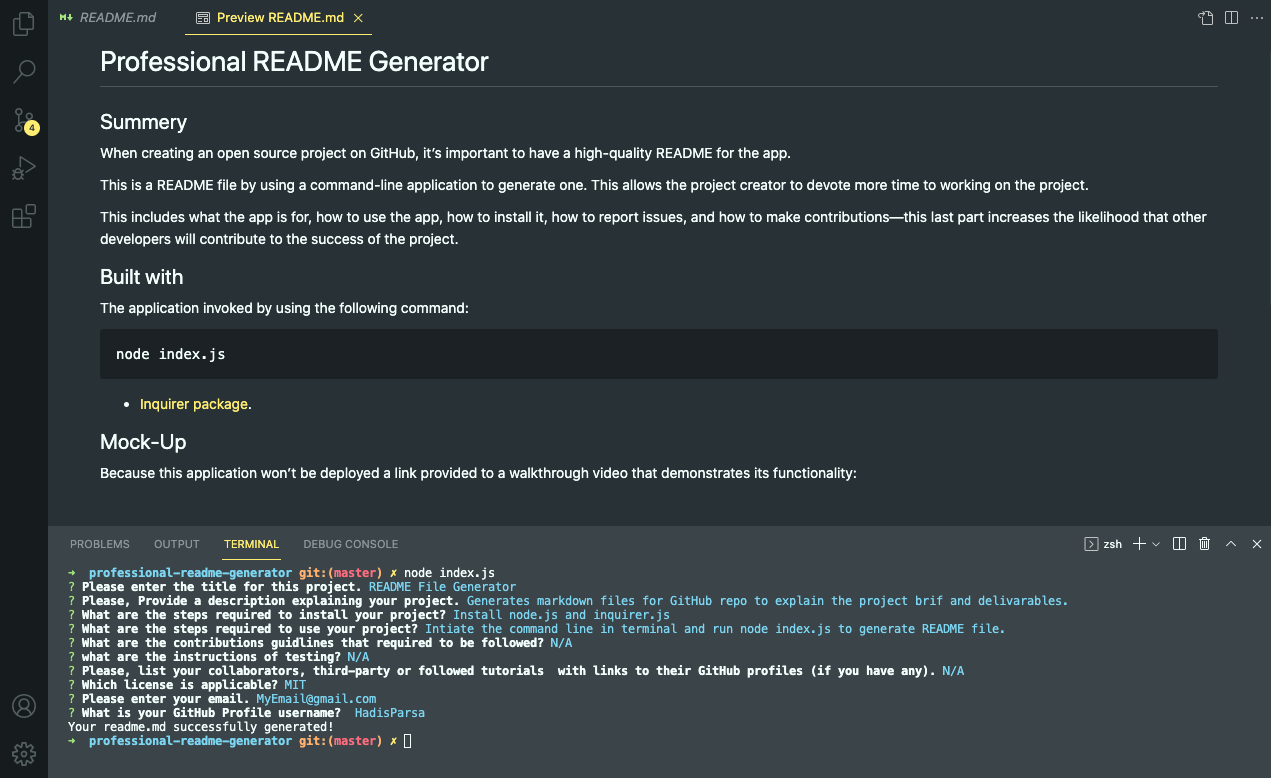 README.md
Preview README.md
Professional README Generator
Summery
When creating an open source project on GitHub, it's important to have a high-quality README for the app.
This is a README file by using a command-line application to generate one. This allows the project creator to devote more time to working on the project.
This includes what the app is for, how to use the app, how to install it, how to report issues, and how to make contributions—this last part increases the likelihood that other
developers will contribute to the success of the project.
Built with
The application invoked by using the following command:
node index.js
• Inquirer package.
Mock-Up
Because this application won't be deployed a link provided to a walkthrough video that demonstrates its functionality:
4
PROBLEMS OUTPUT TERMINAL DEBUG CONSOLE zsh
→ professional-readme-generator git:(master) ✗ node index.js
? Please enter the title for this project. README File Generator
? Please, Provide a description explaining your project. Generates markdown files for GitHub repo to explain the project brif and delivarables.
? What are the steps required to install your project? Install node.js and inquirer.js
? What are the steps required to use your project? Intiate the command line in terminal and run node index.js to generate README file.
? What are the contributions guidlines that required to be followed? N/A
? what are the instructions of testing? N/A
? Please, list your collaborators, third-party or followed tutorials  with links to their GitHub profiles (if you have any). N/A
? Which license is applicable? MIT
? Please enter your email. MyEmail@gmail.com
? What is your GitHub Profile username?  HadisParsa
Your readme.md successfully generated!
→ professional-readme-generator git:(master) ✗